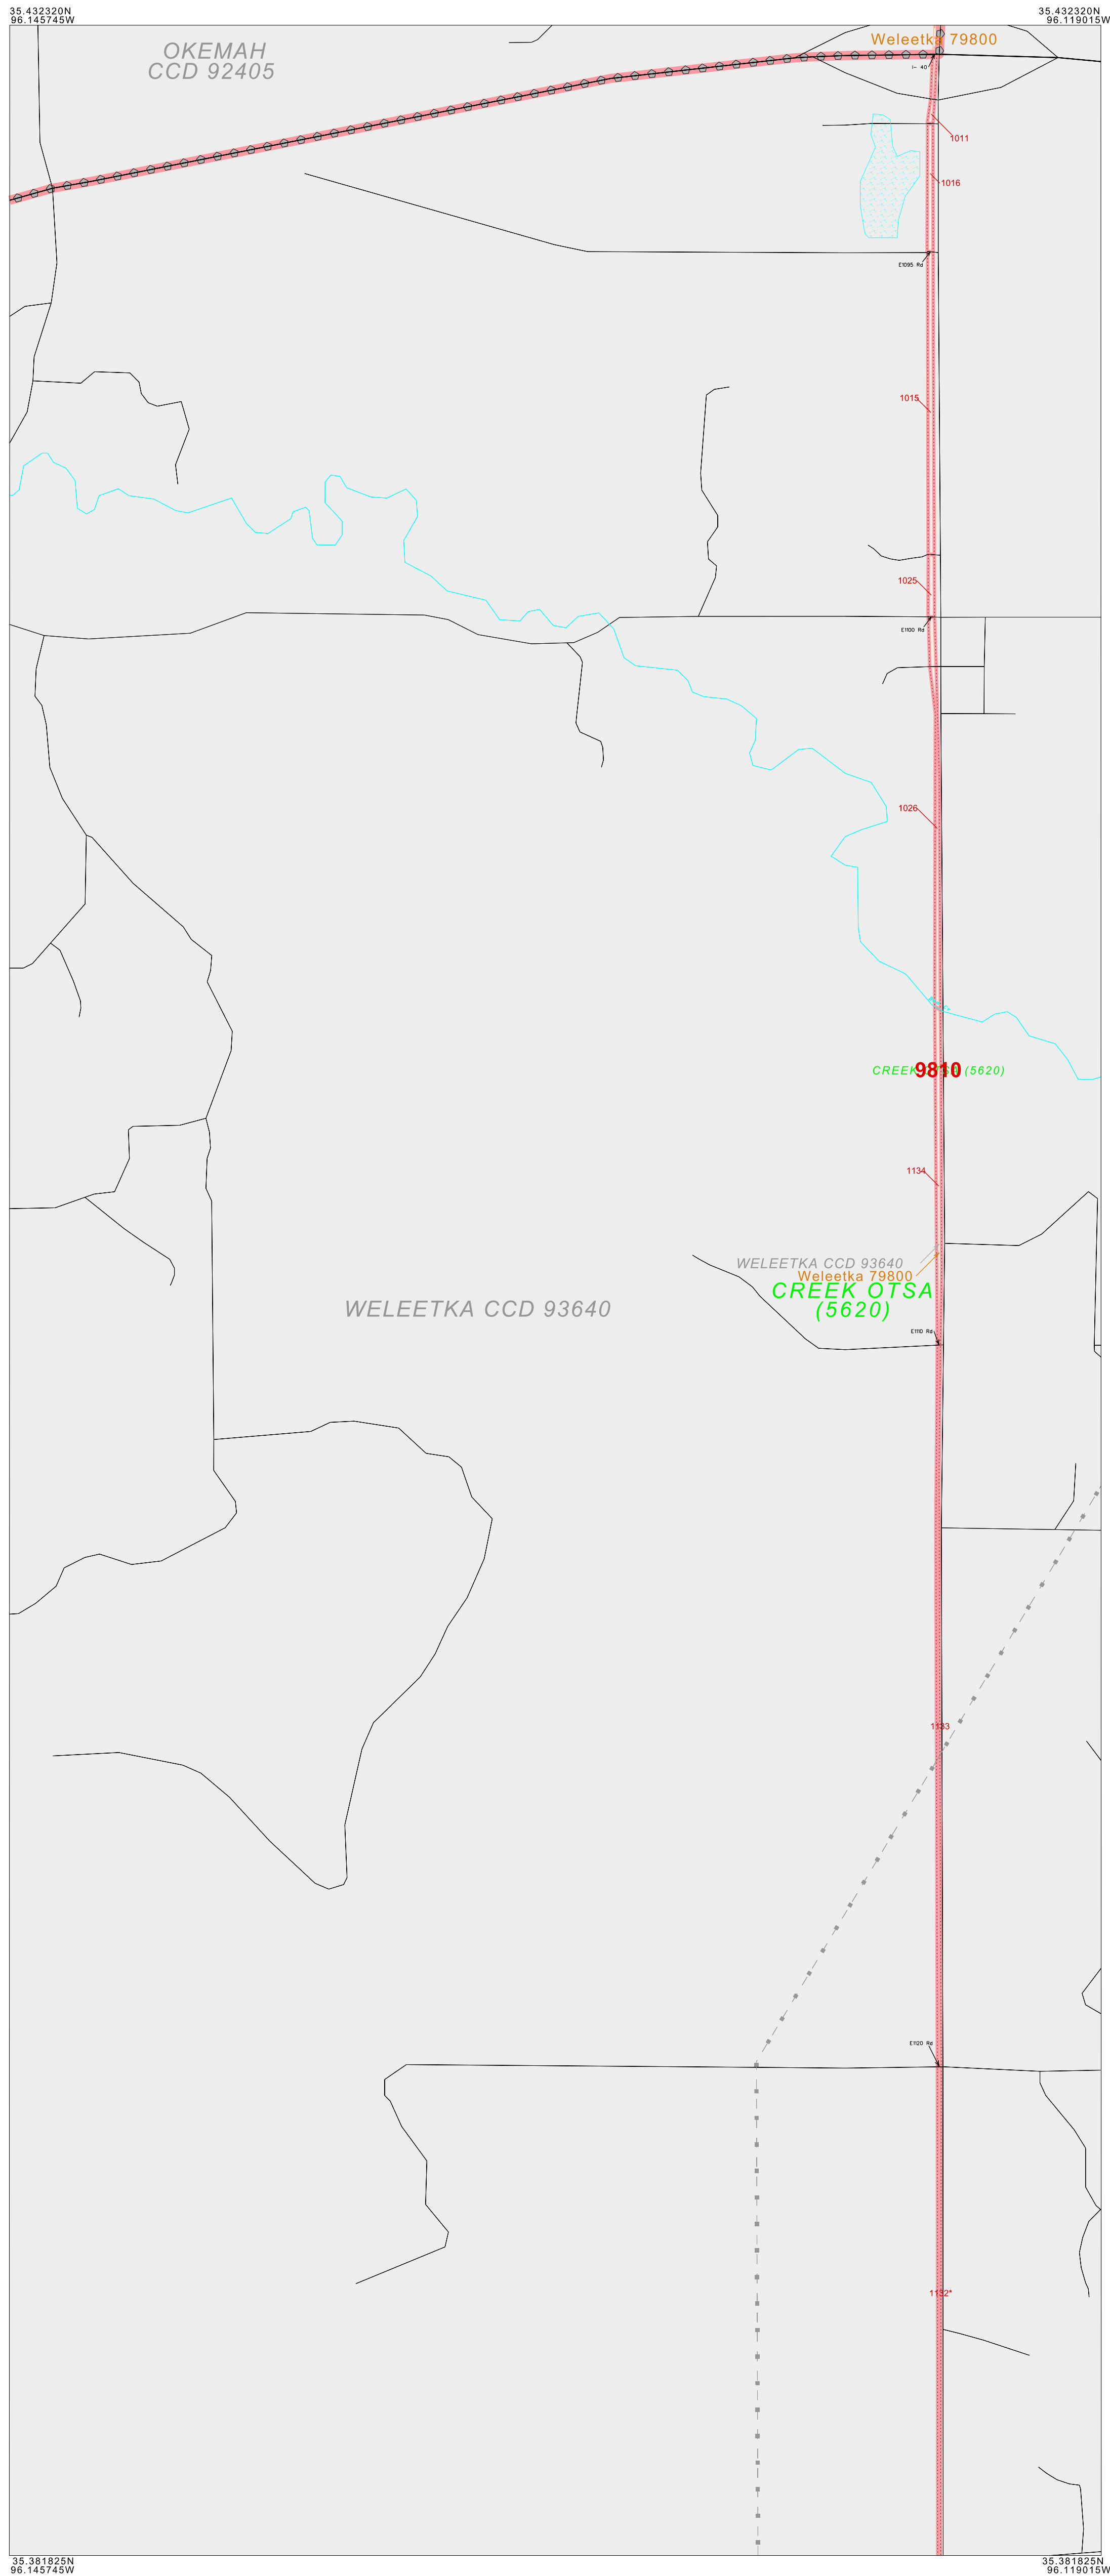 35.432320N
96.145745W
35.432320N
96.119015W
OKEMAH
CCD 92405
Weleetka 79800
I- 40
1011
1016
E1095 Rd
1015
1025
E1100 Rd
1026
CREEK OTSA (5620)
9810
1134
WELEETKA CCD 93640
Weleetka 79800
CREEK OTSA
(5620)
WELEETKA CCD 93640
E1110 Rd
1133
E1120 Rd
1132*
35.381825N
96.145745W
35.381825N
96.119015W